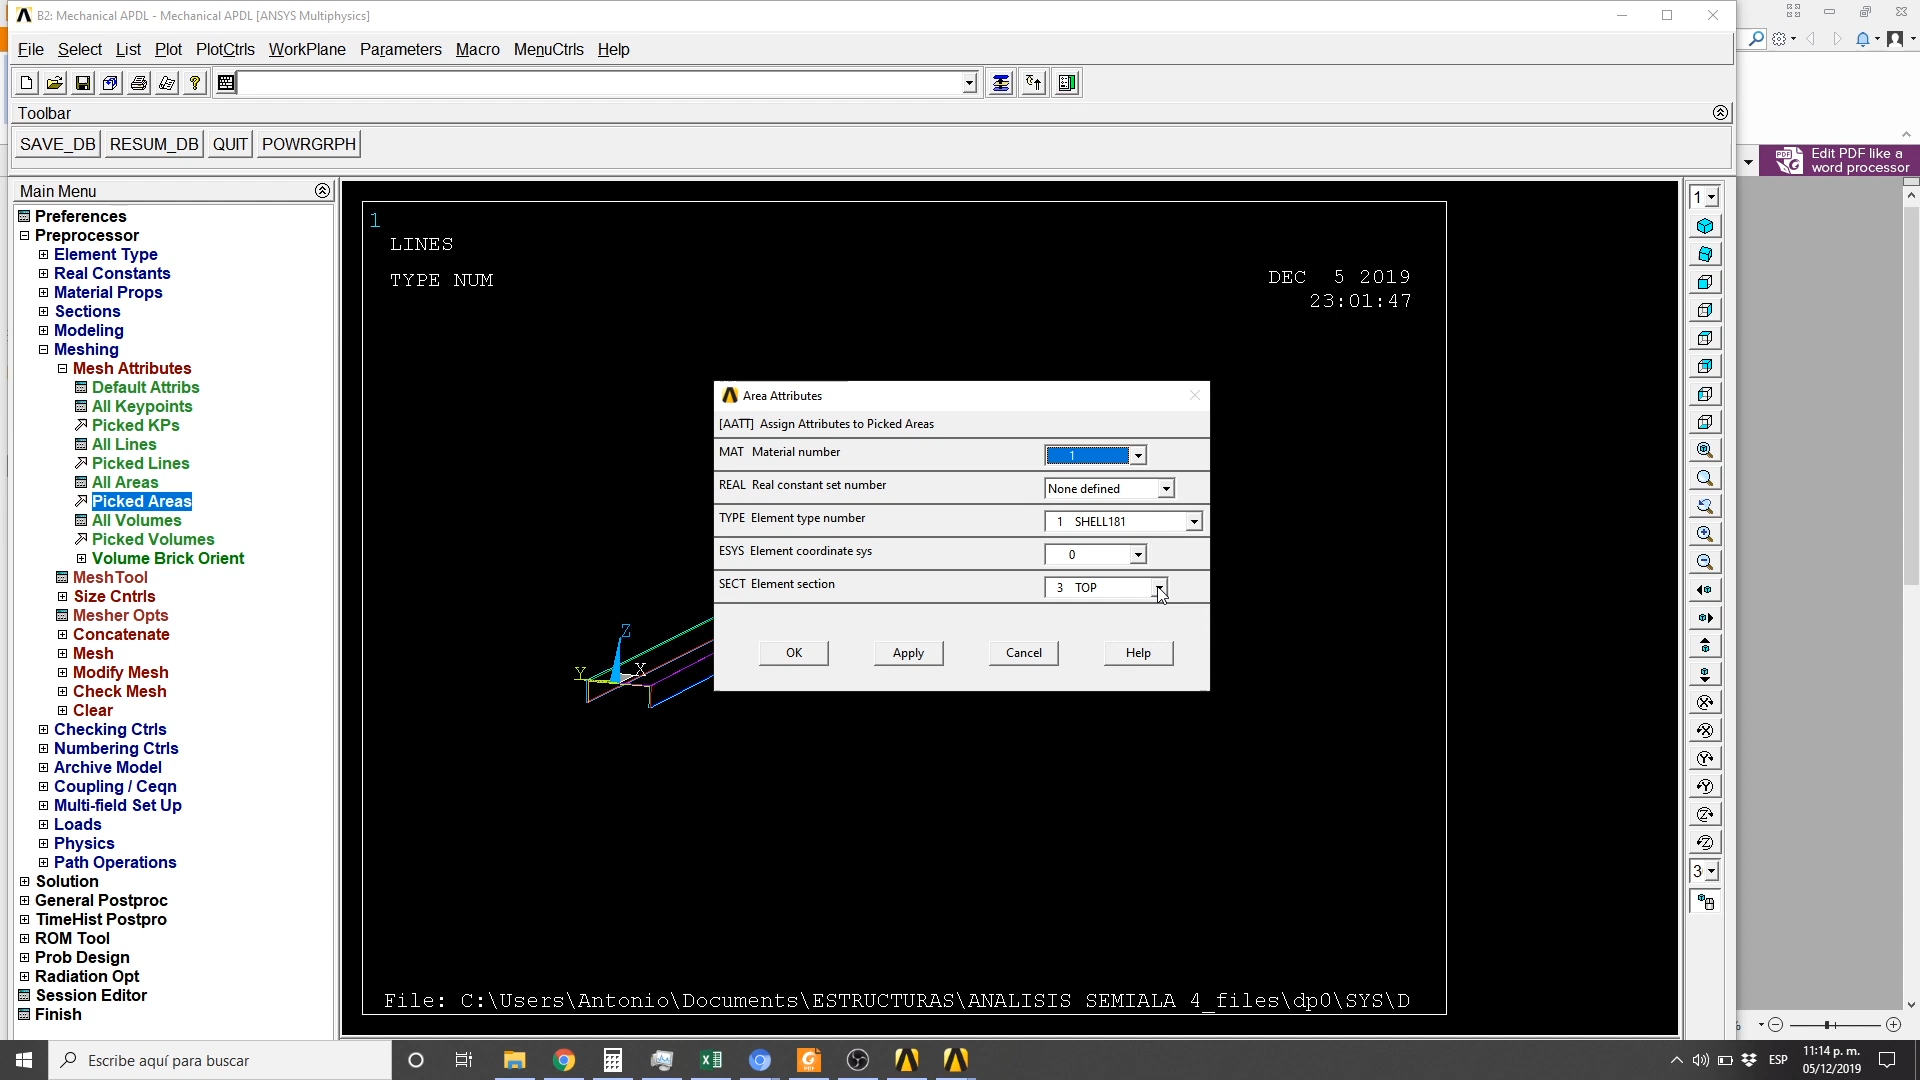 B2: Mechanical APDL - Mechanical APDL [ANSYS Multiphysics]
File Select List Plot PlotCtrls WorkPlane Parameters Macro MenuCtrls Help
Toolbar
SAVE_DB RESUM_DB QUIT POWRGRPH
Edit PDF like a
word processor
Main Menu
Preferences
Preprocessor
Element Type
Real Constants
Material Props
Sections
Modeling
Meshing
Mesh Attributes
Default Attribs
All Keypoints
Picked KPs
All Lines
Picked Lines
All Areas
Picked Areas
All Volumes
Picked Volumes
Volume Brick Orient
MeshTool
Size Cntrls
Mesher Opts
Concatenate
Mesh
Modify Mesh
Check Mesh
Clear
Checking Ctrls
Numbering Ctrls
Archive Model
Coupling / Ceqn
Multi-field Set Up
Loads
Physics
Path Operations
Solution
General Postproc
TimeHist Postpro
ROM Tool
Prob Design
Radiation Opt
Session Editor
Finish
1
LINES
TYPE NUM
DEC 5 2019
23:01:47
Area Attributes
[AATT] Assign Attributes to Picked Areas
MAT Material number 1
REAL Real constant set number None defined
TYPE Element type number 1 SHELL181
ESYS Element coordinate sys 0
SECT Element section 3 TOP
OK Apply Cancel Help
Z
Y X
File: C:\Users\Antonio\Documents\ESTRUCTURAS\ANALISIS SEMIALA 4_files\dp0\SYS\D
1
3
Escribe aquí para buscar
ESP
11:14 p. m.
05/12/2019